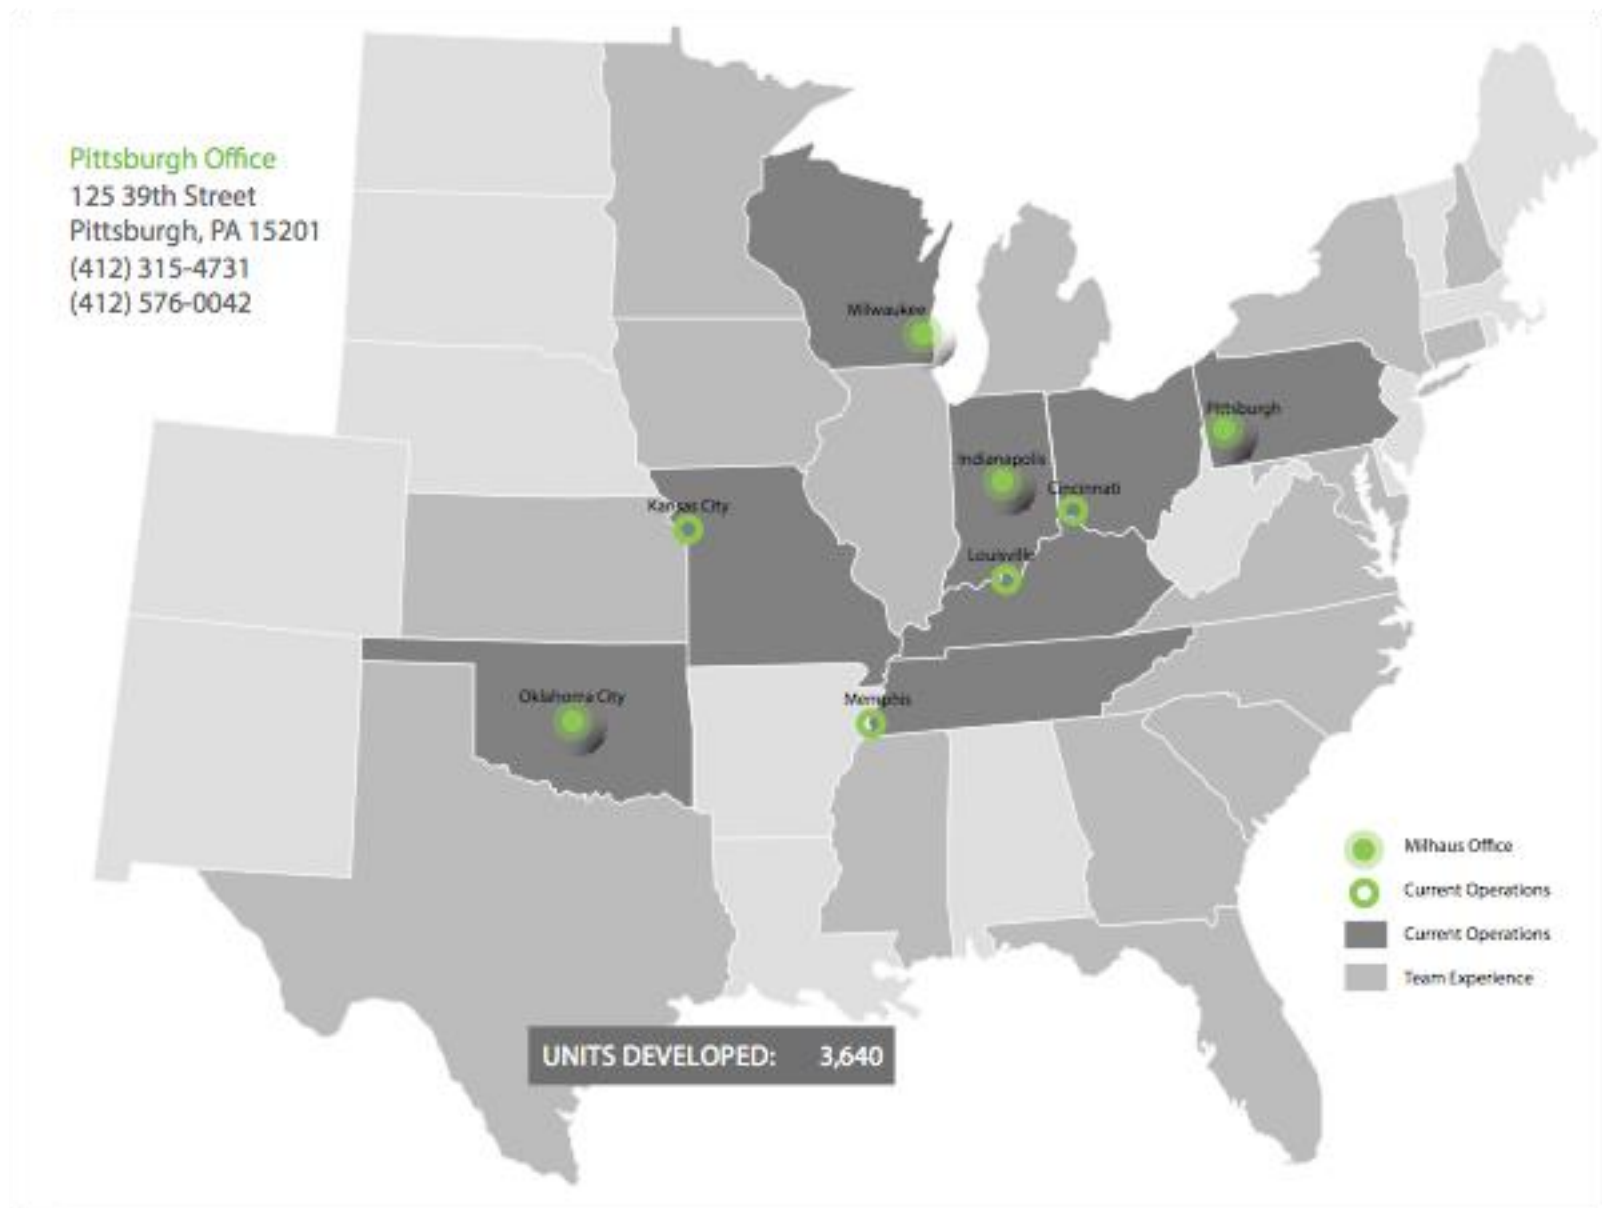 Pittsburgh Office
125 39th Street
Pittsburgh, PA 15201
(412) 315-4731
(412) 576-0042
Milwaukee
Pittsburgh
Indianapolis
Cincinnati
Kansas City
Louisville
Oklahoma City
Memphis
Milhaus Office
Current Operations
Current Operations
Team Experience
UNITS DEVELOPED: 3,640